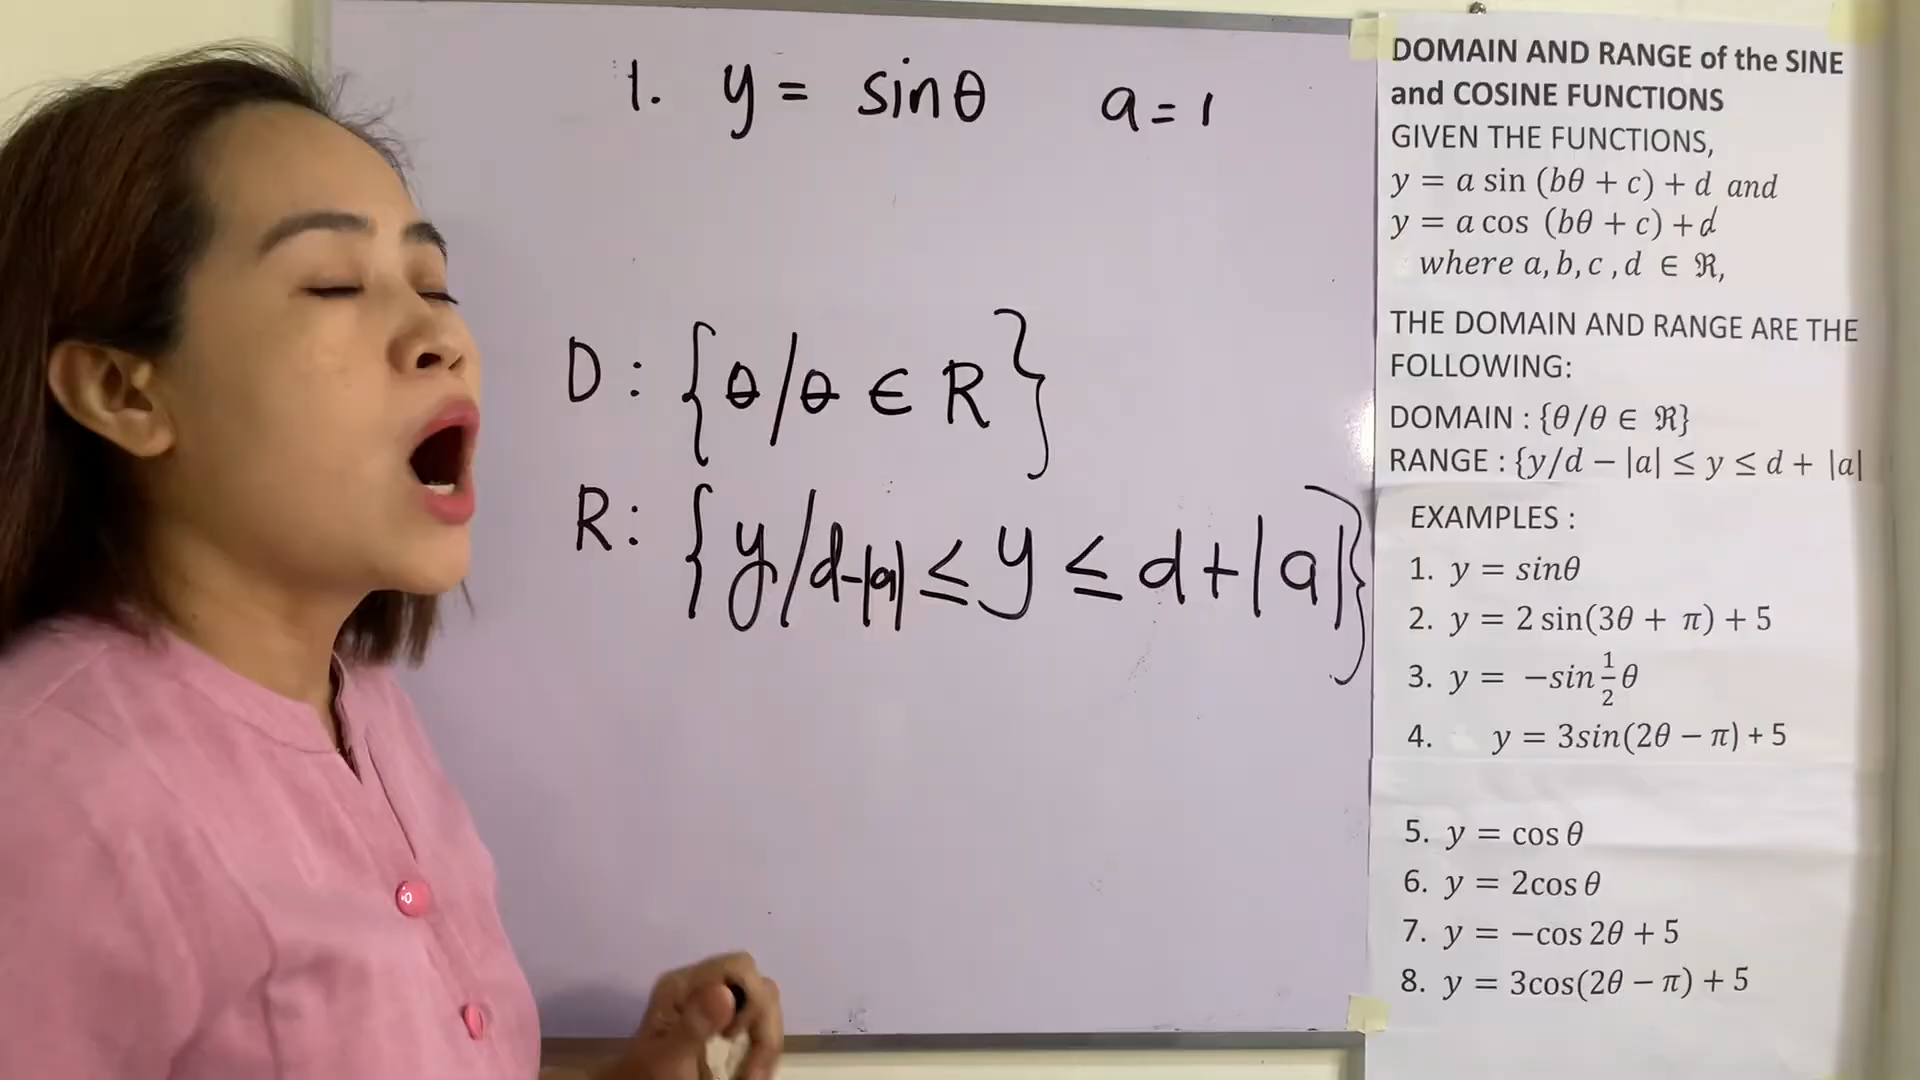 1. y = sinθ a = 1
D : {θ/θ ∈ R}
R : {y/d-|a| ≤ y ≤ d+|a|}
DOMAIN AND RANGE of the SINE
and COSINE FUNCTIONS
GIVEN THE FUNCTIONS,
y = a sin (bθ + c) + d and
y = a cos (bθ + c) + d
where a, b, c , d ∈ ℜ,
THE DOMAIN AND RANGE ARE THE
FOLLOWING:
DOMAIN : {θ/θ ∈ ℜ}
RANGE : {y/d − |a| ≤ y ≤ d + |a|
EXAMPLES :
1. y = sinθ
2. y = 2 sin(3θ + π) + 5
3. y = −sin 1/2 θ
4. y = 3sin(2θ − π) + 5
5. y = cos θ
6. y = 2cos θ
7. y = −cos 2θ + 5
8. y = 3cos(2θ − π) + 5